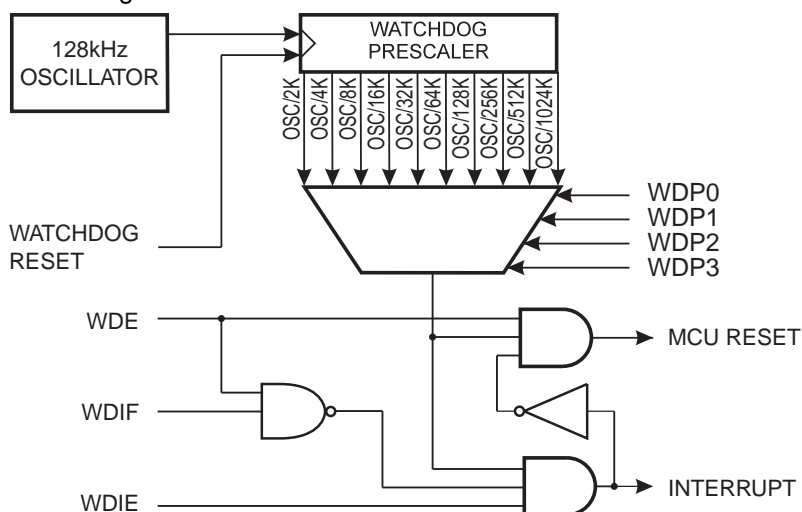 128kHz
OSCILLATOR
WATCHDOG
PRESCALER
OSC/2K
OSC/4K
OSC/8K
OSC/16K
OSC/32K
OSC/64K
OSC/128K
OSC/256K
OSC/512K
OSC/1024K
WDP0
WDP1
WDP2
WDP3
WATCHDOG
RESET
WDE
MCU RESET
WDIF
INTERRUPT
WDIE